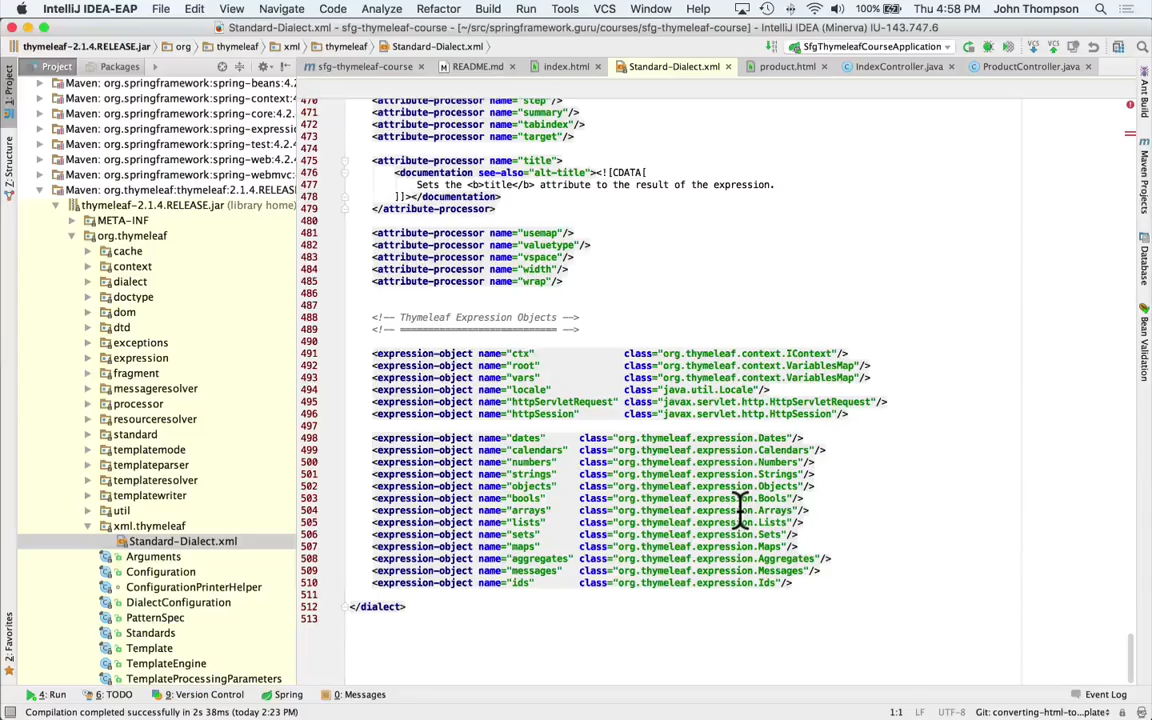 IntelliJ IDEA-EAP File Edit View Navigate Code Analyze Refactor Build Run Tools VCS Window Help 100% Thu 4:58 PM John Thompson
Standard-Dialect.xml - sfg-thymeleaf-course - [~/src/springframework.guru/courses/sfg-thymeleaf-course] - IntelliJ IDEA (Minerva) IU-143.747.6
thymeleaf-2.1.4.RELEASE.jar org thymeleaf xml thymeleaf Standard-Dialect.xml SfgThymeleafCourseApplication
Project Packages sfg-thymeleaf-course README.md index.html Standard-Dialect.xml product.html IndexController.java ProductController.java
1: Project
Z: Structure
2: Favorites
Maven: org.springframework:spring-beans:4.2
Maven: org.springframework:spring-context:
Maven: org.springframework:spring-core:4.2.
Maven: org.springframework:spring-expressi
Maven: org.springframework:spring-test:4.2.
Maven: org.springframework:spring-web:4.2.
Maven: org.springframework:spring-webmvc:
Maven: org.thymeleaf:thymeleaf:2.1.4.RELEAS
thymeleaf-2.1.4.RELEASE.jar (library home)
META-INF
org.thymeleaf
cache
context
dialect
doctype
dom
dtd
exceptions
expression
fragment
messageresolver
processor
resourceresolver
standard
templatemode
templateparser
templateresolver
templatewriter
util
xml.thymeleaf
Standard-Dialect.xml
Arguments
Configuration
ConfigurationPrinterHelper
DialectConfiguration
PatternSpec
Standards
Template
TemplateEngine
TemplateProcessingParameters
470 <attribute-processor name="step"/>
471 <attribute-processor name="summary"/>
472 <attribute-processor name="tabindex"/>
473 <attribute-processor name="target"/>
474
475 <attribute-processor name="title">
476 <documentation see-also="alt-title"><![CDATA[
477 Sets the <b>title</b> attribute to the result of the expression.
478 ]]></documentation>
479 </attribute-processor>
480
481 <attribute-processor name="usemap"/>
482 <attribute-processor name="valuetype"/>
483 <attribute-processor name="vspace"/>
484 <attribute-processor name="width"/>
485 <attribute-processor name="wrap"/>
486
487
488 <!-- Thymeleaf Expression Objects -->
489 <!-- ============================ -->
490
491 <expression-object name="ctx" class="org.thymeleaf.context.IContext"/>
492 <expression-object name="root" class="org.thymeleaf.context.VariablesMap"/>
493 <expression-object name="vars" class="org.thymeleaf.context.VariablesMap"/>
494 <expression-object name="locale" class="java.util.Locale"/>
495 <expression-object name="httpServletRequest" class="javax.servlet.http.HttpServletRequest"/>
496 <expression-object name="httpSession" class="javax.servlet.http.HttpSession"/>
497
498 <expression-object name="dates" class="org.thymeleaf.expression.Dates"/>
499 <expression-object name="calendars" class="org.thymeleaf.expression.Calendars"/>
500 <expression-object name="numbers" class="org.thymeleaf.expression.Numbers"/>
501 <expression-object name="strings" class="org.thymeleaf.expression.Strings"/>
502 <expression-object name="objects" class="org.thymeleaf.expression.Objects"/>
503 <expression-object name="bools" class="org.thymeleaf.expression.Bools"/>
504 <expression-object name="arrays" class="org.thymeleaf.expression.Arrays"/>
505 <expression-object name="lists" class="org.thymeleaf.expression.Lists"/>
506 <expression-object name="sets" class="org.thymeleaf.expression.Sets"/>
507 <expression-object name="maps" class="org.thymeleaf.expression.Maps"/>
508 <expression-object name="aggregates" class="org.thymeleaf.expression.Aggregates"/>
509 <expression-object name="messages" class="org.thymeleaf.expression.Messages"/>
510 <expression-object name="ids" class="org.thymeleaf.expression.Ids"/>
511
512 </dialect>
513
Ant Build
Maven Projects
Database
Bean Validation
4: Run 6: TODO 9: Version Control Spring 0: Messages Event Log
Compilation completed successfully in 2s 38ms (today 2:23 PM) 1:1 LF UTF-8 Git: converting-html-to...plate